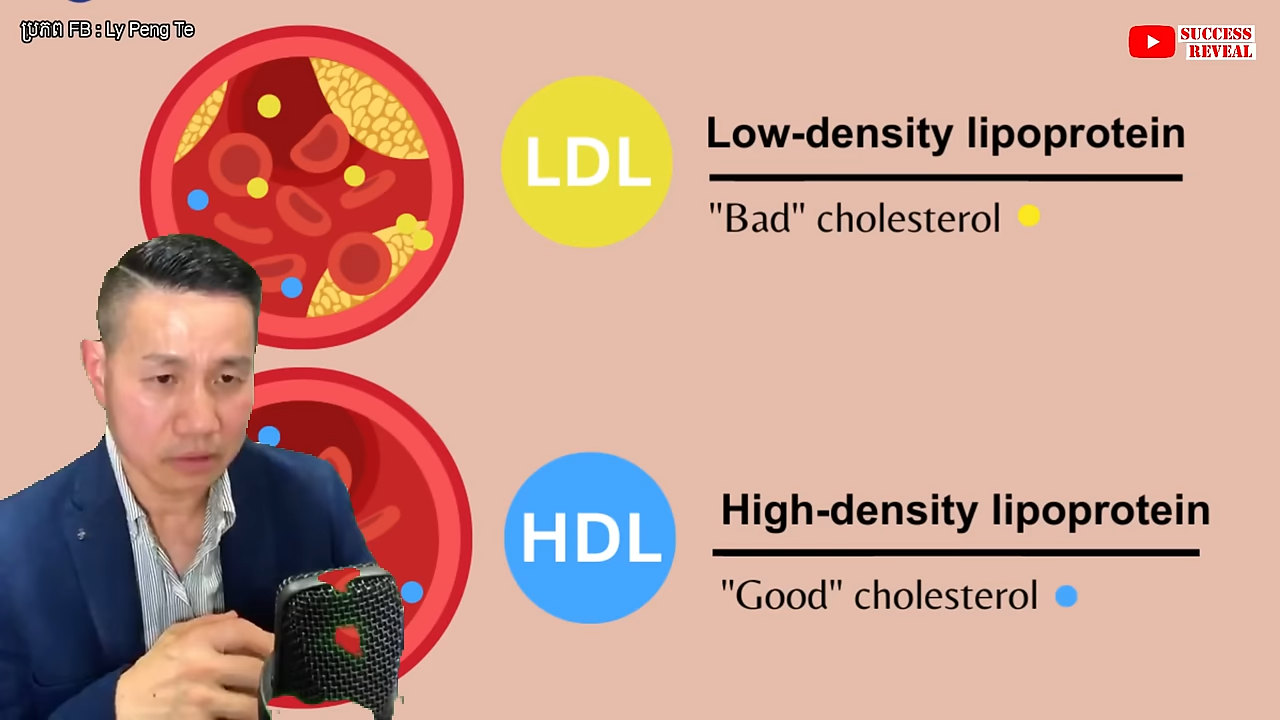 ប្រភព FB : Ly Peng Te
SUCCESS
REVEAL
LDL
Low-density lipoprotein
"Bad" cholesterol
HDL
High-density lipoprotein
"Good" cholesterol